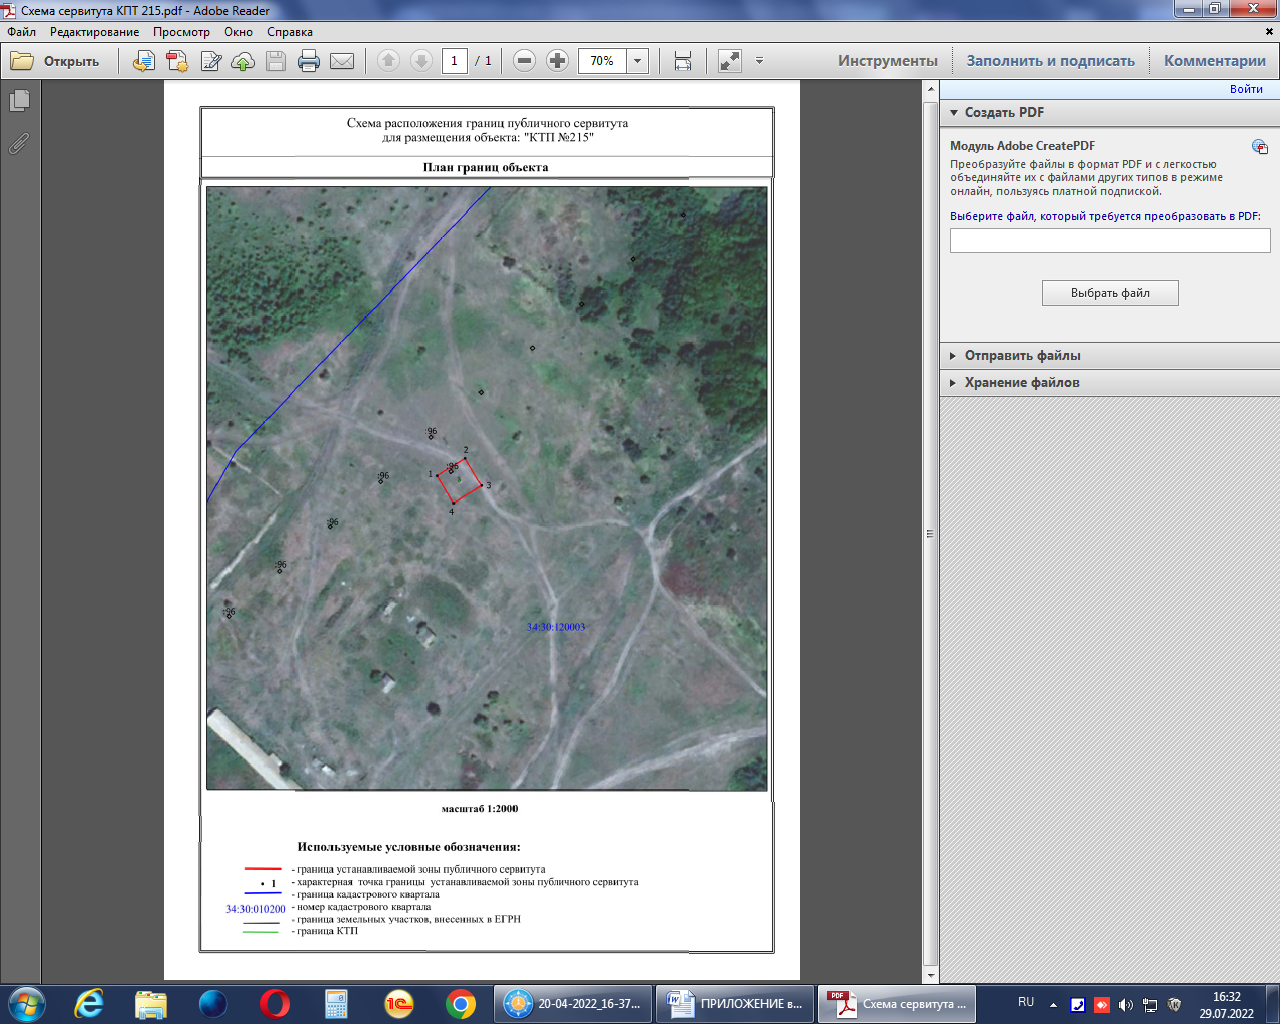 Схема сервитута КПТ 215.pdf - Adobe Reader
Файл Редактирование Просмотр Окно Справка
Открыть 1 / 1 70% Инструменты Заполнить и подписать Комментарии
Войти
Создать PDF
Модуль Adobe CreatePDF
Преобразуйте файлы в формат PDF и с легкостью
объединяйте их с файлами других типов в режиме
онлайн, пользуясь платной подпиской.
Выберите файл, который требуется преобразовать в PDF:
Выбрать файл
Отправить файлы
Хранение файлов
Схема расположения границ публичного сервитута
для размещения объекта: "КТП №215"
План границ объекта
:96
2
:96
1
:96
3
4
:96
:96
:96
34:30:120003
масштаб 1:2000
Используемые условные обозначения:
- граница устанавливаемой зоны публичного сервитута
• 1 - характерная точка границы устанавливаемой зоны публичного сервитута
- граница кадастрового квартала
34:30:010200 - номер кадастрового квартала
- граница земельных участков, внесенных в ЕГРН
- граница КТП
20-04-2022_16-37... ПРИЛОЖЕНИЕ в... Схема сервитута ... RU 16:32
29.07.2022